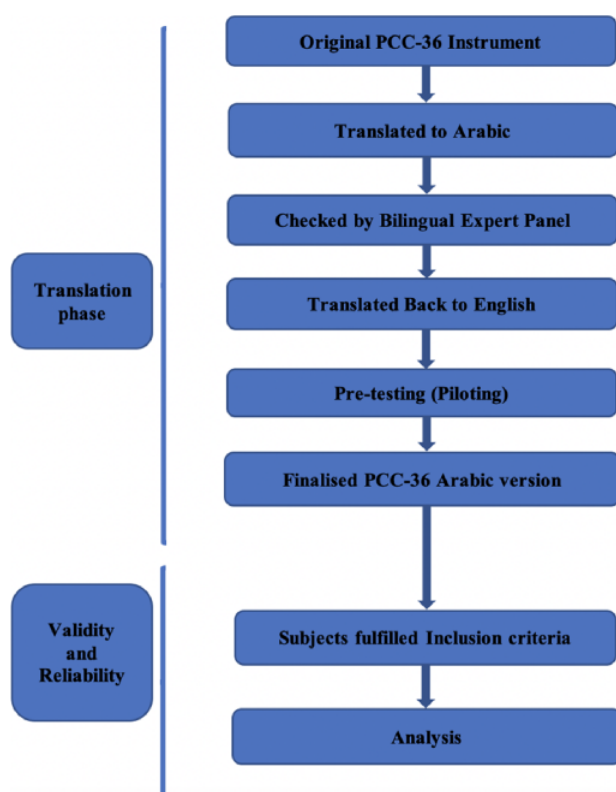 Original PCC-36 Instrument
Translated to Arabic
Checked by Bilingual Expert Panel
Translation
phase
Translated Back to English
Pre-testing (Piloting)
Finalised PCC-36 Arabic version
Validity
and
Reliability
Subjects fulfilled Inclusion criteria
Analysis